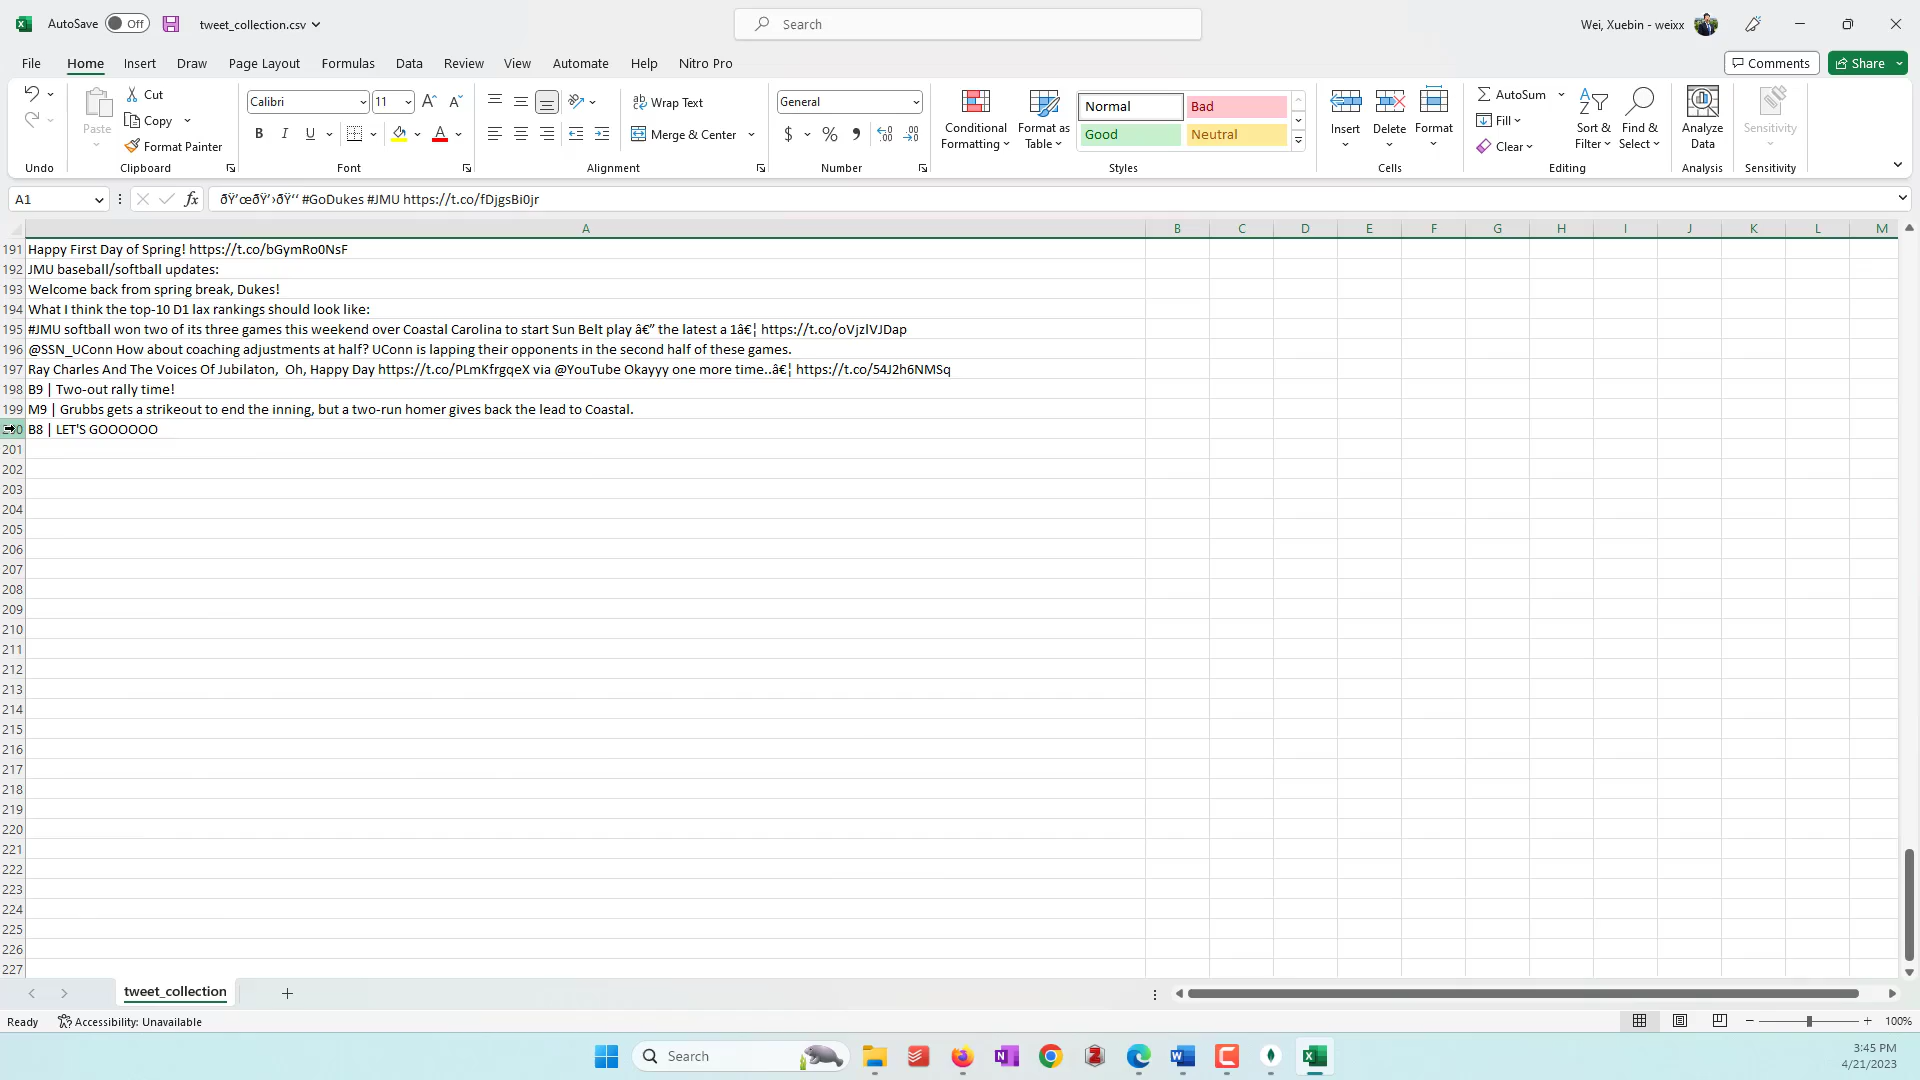 AutoSave Off tweet_collection.csv Search Wei, Xuebin - weixx
File Home Insert Draw Page Layout Formulas Data Review View Automate Help Nitro Pro Comments Share
Paste Cut Copy Format Painter
Calibri 11 B I U
Wrap Text Merge & Center
General $ % 9
Conditional Formatting Format as Table
Normal Bad
Good Neutral
Insert Delete Format
AutoSum Fill Clear Sort & Filter Find & Select
Analyze Data Sensitivity
Undo Clipboard Font Alignment Number Styles Cells Editing Analysis Sensitivity
A1 fx ðŸ’œðŸ’›ðŸ‘‘ #GoDukes #JMU https://t.co/fDjgsBi0jr
A B C D E F G H I J K L M
191 Happy First Day of Spring! https://t.co/bGymRo0NsF
192 JMU baseball/softball updates:
193 Welcome back from spring break, Dukes!
194 What I think the top-10 D1 lax rankings should look like:
195 #JMU softball won two of its three games this weekend over Coastal Carolina to start Sun Belt play â€” the latest a 1â€¦ https://t.co/oVjzlVJDap
196 @SSN_UConn How about coaching adjustments at half? UConn is lapping their opponents in the second half of these games.
197 Ray Charles And The Voices Of Jubilaton,  Oh, Happy Day https://t.co/PLmKfrgqeX via @YouTube Okayyy one more time..â€¦ https://t.co/54J2h6NMSq
198 B9 | Two-out rally time!
199 M9 | Grubbs gets a strikeout to end the inning, but a two-run homer gives back the lead to Coastal.
B8 | LET'S GOOOOOO
201
202
203
204
205
206
207
208
209
210
211
212
213
214
215
216
217
218
219
220
221
222
223
224
225
226
227
tweet_collection
Ready Accessibility: Unavailable 100%
Search
3:45 PM
4/21/2023